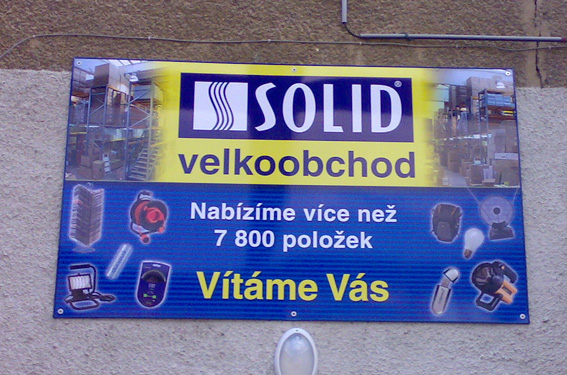 SOLID®
velkoobchod
Nabízíme více než
7 800 položek
Vítáme Vás